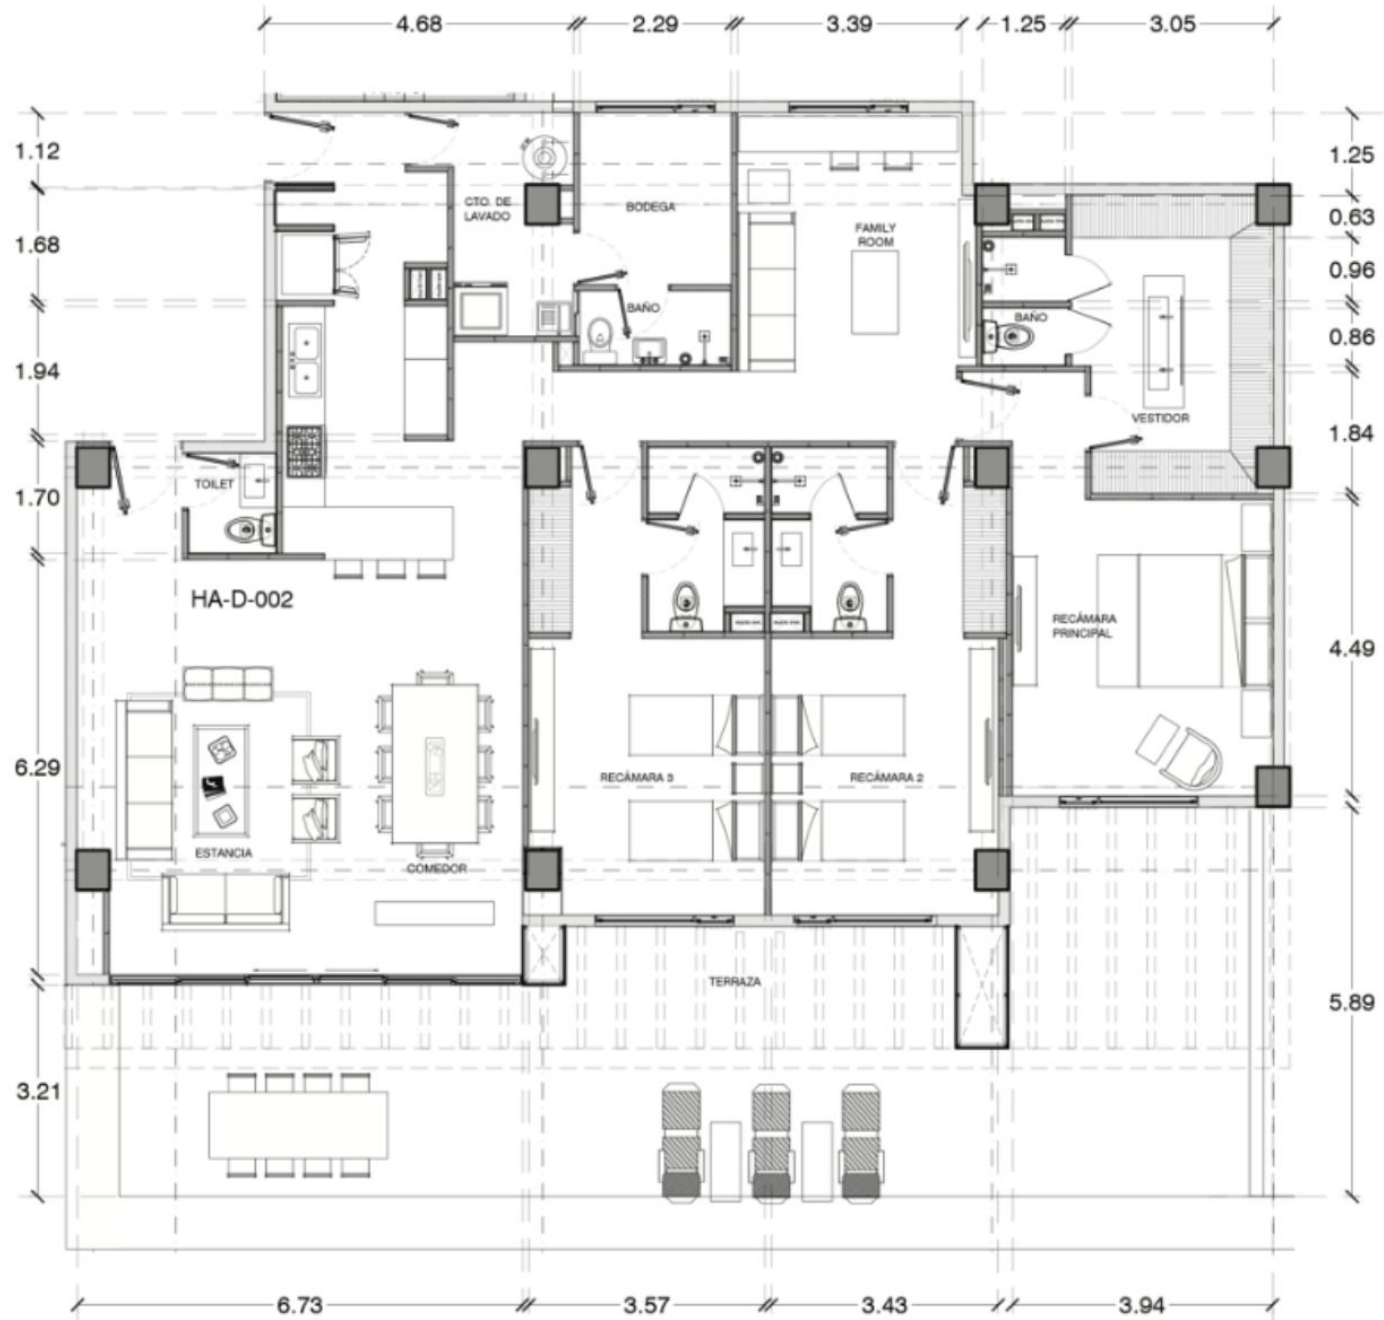 4.68
2.29
3.39
1.25
3.05
1.12
1.25
CTO. DE
LAVADO
BODEGA
0.63
FAMILY
ROOM
1.68
0.96
BAÑO
BAÑO
0.86
1.94
VESTIDOR
1.84
TOILET
1.70
HA-D-002
RECÁMARA
PRINCIPAL
4.49
6.29
RECÁMARA 3
RECÁMARA 2
ESTANCIA
COMEDOR
TERRAZA
5.89
3.21
6.73
3.57
3.43
3.94